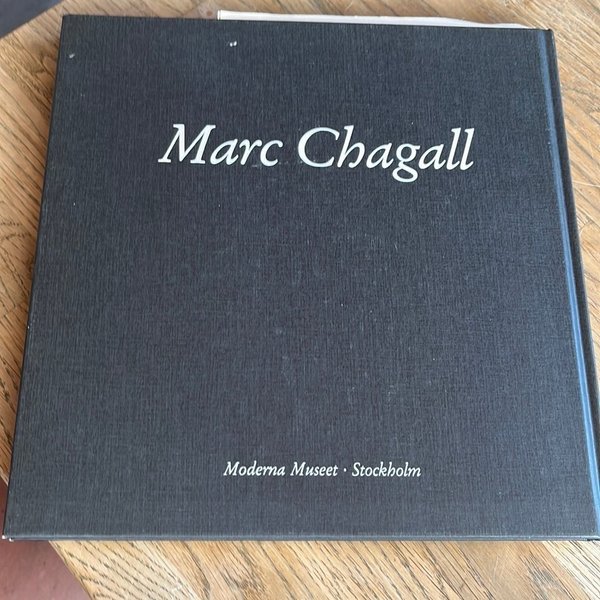 Marc Chagall
Moderna Museet · Stockholm